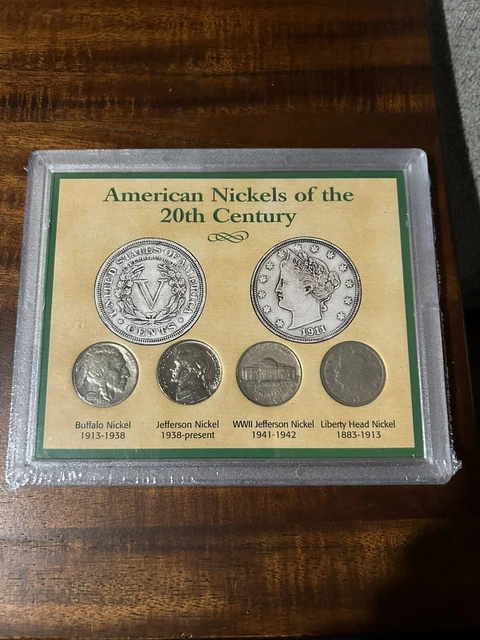 American Nickels of the
20th Century
UNITED STATES OF AMERICA
V
CENTS
1911
Buffalo Nickel
1913-1938
Jefferson Nickel
1938-present
WWII Jefferson Nickel
1941-1942
Liberty Head Nickel
1883-1913